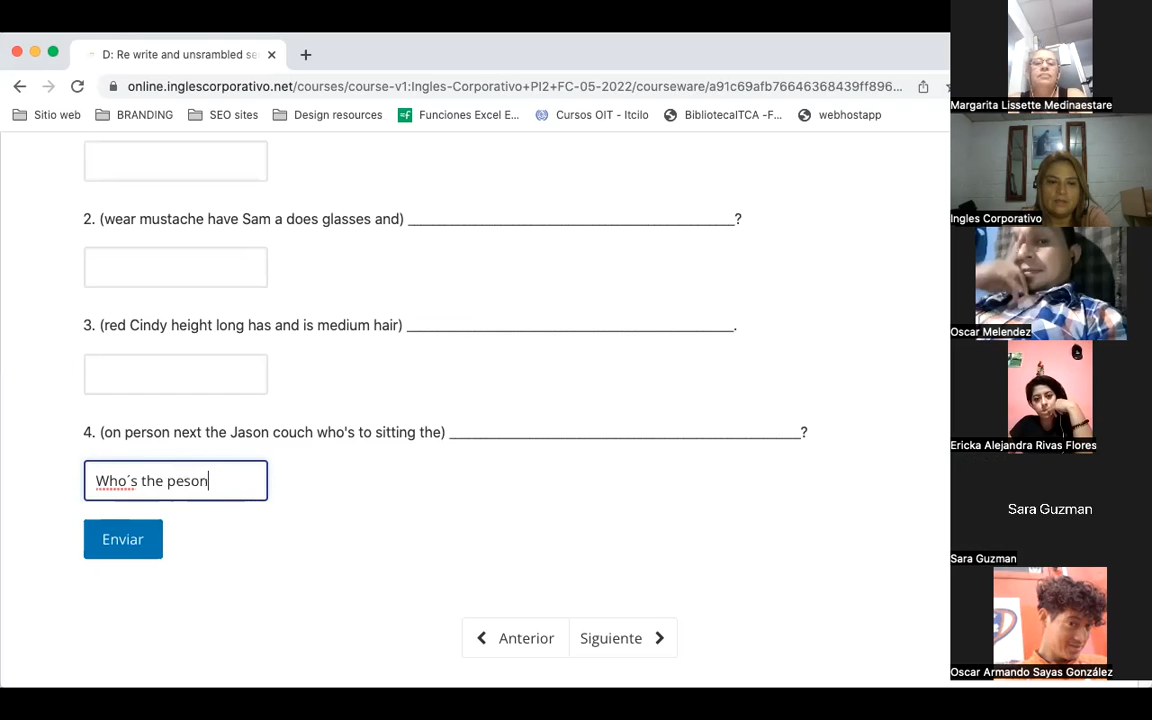 D: Re write and unsrambled se
online.inglescorporativo.net/courses/course-v1:Ingles-Corporativo+PI2+FC-05-2022/courseware/a91c69afb76646368439ff896...
Sitio web
BRANDING
SEO sites
Design resources
Funciones Excel E...
Cursos OIT - Itcilo
BibliotecaITCA -F...
webhostapp
2. (wear mustache have Sam a does glasses and) ______________________________________?
3. (red Cindy height long has and is medium hair) ______________________________________.
4. (on person next the Jason couch who's to sitting the) _________________________________________?
Who´s the peson
Enviar
Anterior
Siguiente
Margarita Lissette Medinaestare
Ingles Corporativo
Oscar Melendez
Ericka Alejandra Rivas Flores
Sara Guzman
Sara Guzman
Oscar Armando Sayas González